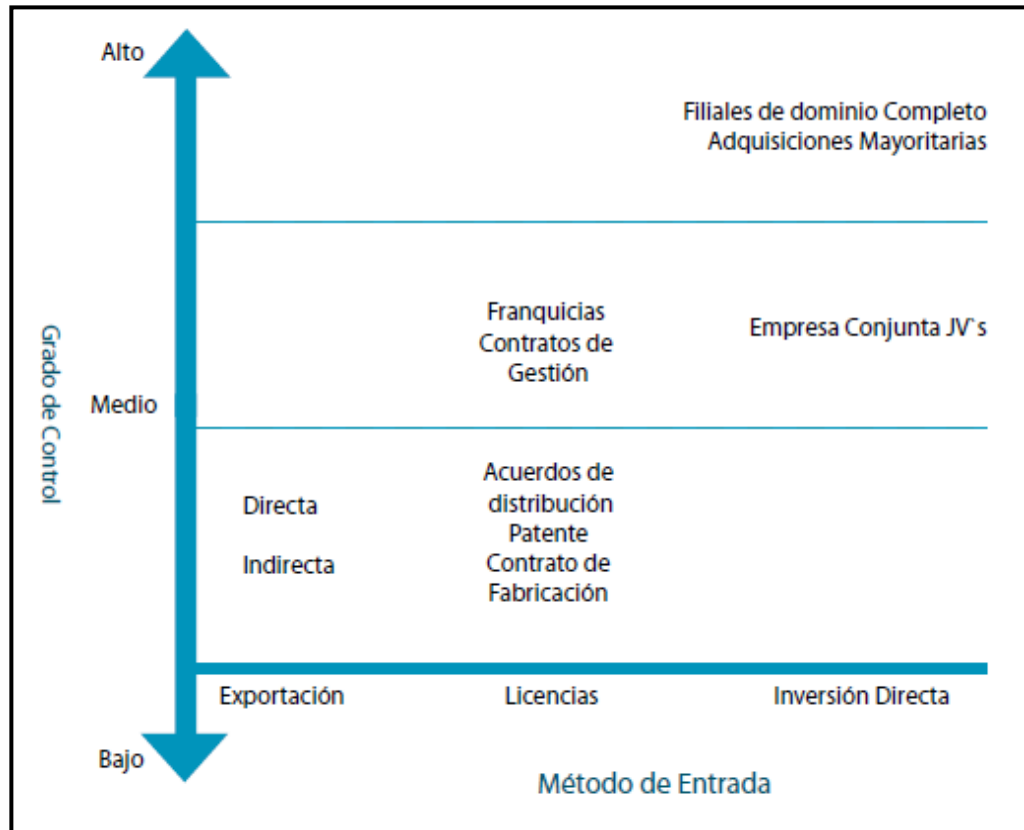 Alto
Filiales de dominio Completo
Adquisiciones Mayoritarias
Grado de Control
Franquicias
Contratos de
Gestión
Empresa Conjunta JV`s
Medio
Directa
Indirecta
Acuerdos de
distribución
Patente
Contrato de
Fabricación
Exportación
Licencias
Inversión Directa
Bajo
Método de Entrada